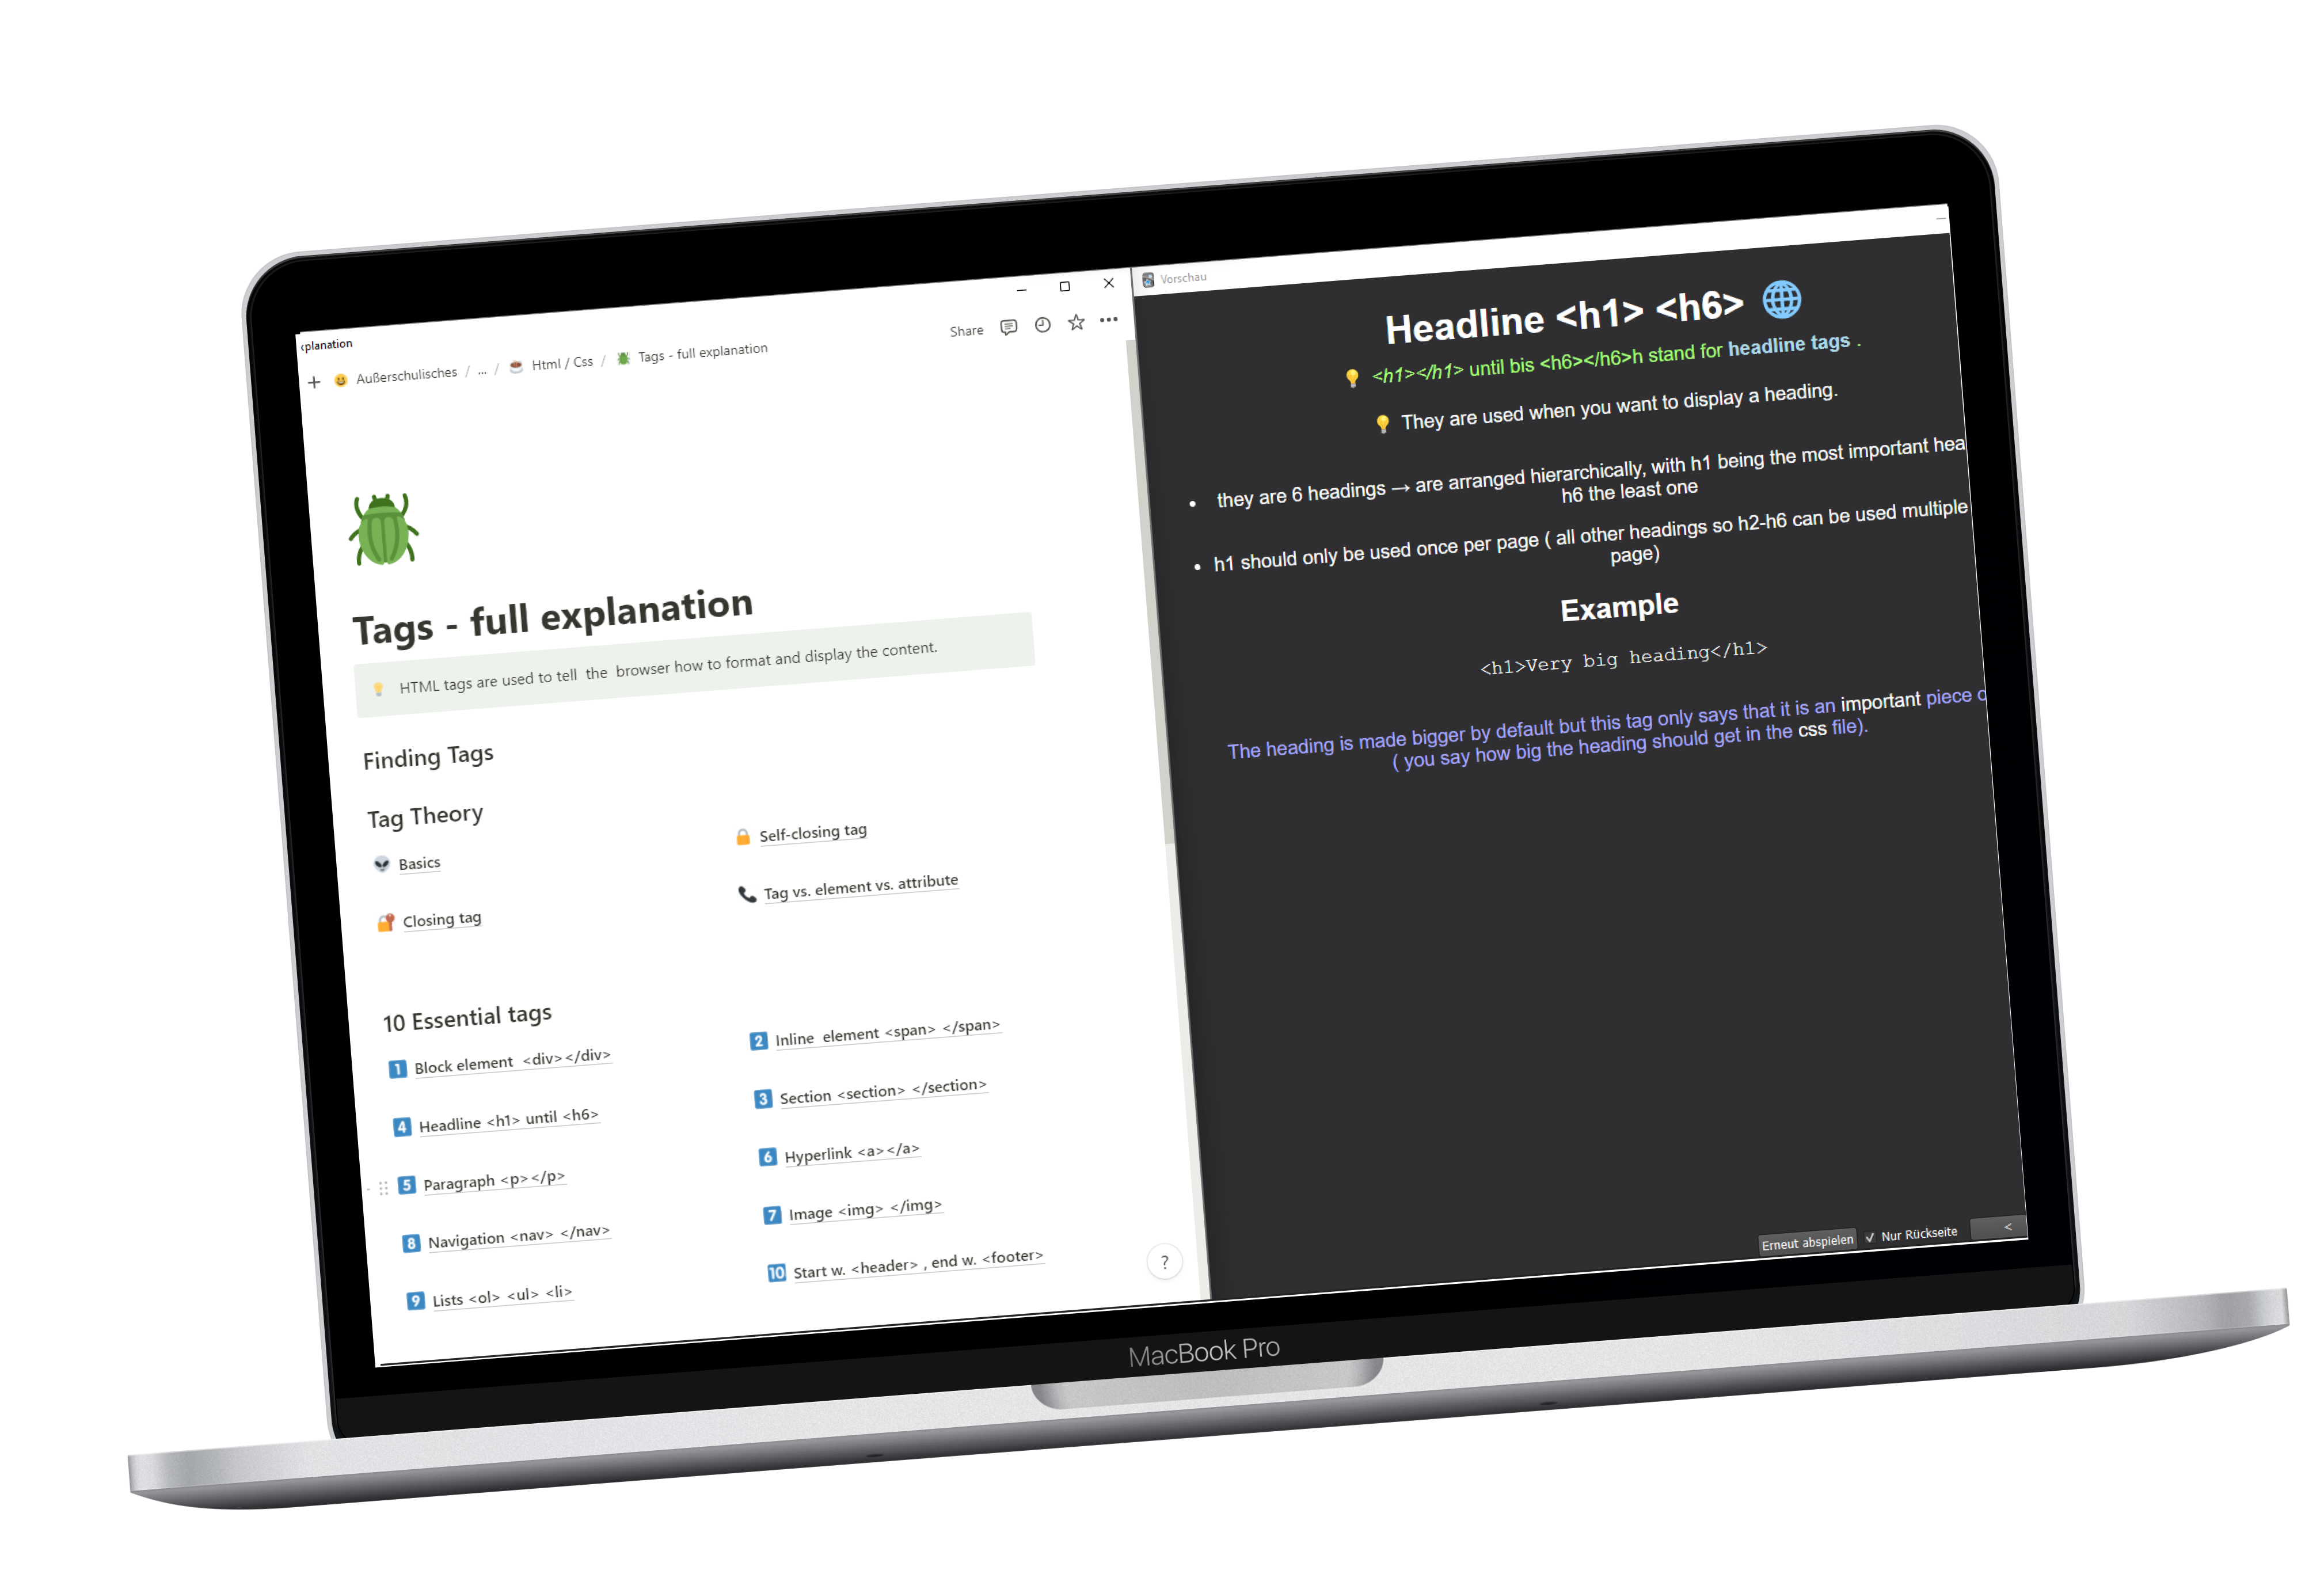 xplanation
Außerschulisches / ... / Html / Css / Tags - full explanation
Share
Tags - full explanation
HTML tags are used to tell the browser how to format and display the content.
Finding Tags
Tag Theory
Basics
Self-closing tag
Closing tag
Tag vs. element vs. attribute
10 Essential tags
1 Block element <div></div>
2 Inline element <span> </span>
4 Headline <h1> until <h6>
3 Section <section> </section>
5 Paragraph <p></p>
6 Hyperlink <a></a>
8 Navigation <nav> </nav>
7 Image <img> </img>
9 Lists <ol> <ul> <li>
10 Start w. <header> , end w. <footer>
?
Vorschau
Headline <h1> <h6>
<h1></h1> until bis <h6></h6>h stand for headline tags .
They are used when you want to display a heading.
• they are 6 headings → are arranged hierarchically, with h1 being the most important hea
h6 the least one
• h1 should only be used once per page ( all other headings so h2-h6 can be used multiple
page)
Example
<h1>Very big heading</h1>
The heading is made bigger by default but this tag only says that it is an important piece
( you say how big the heading should get in the css file).
Erneut abspielen ✓ Nur Rückseite <
MacBook Pro